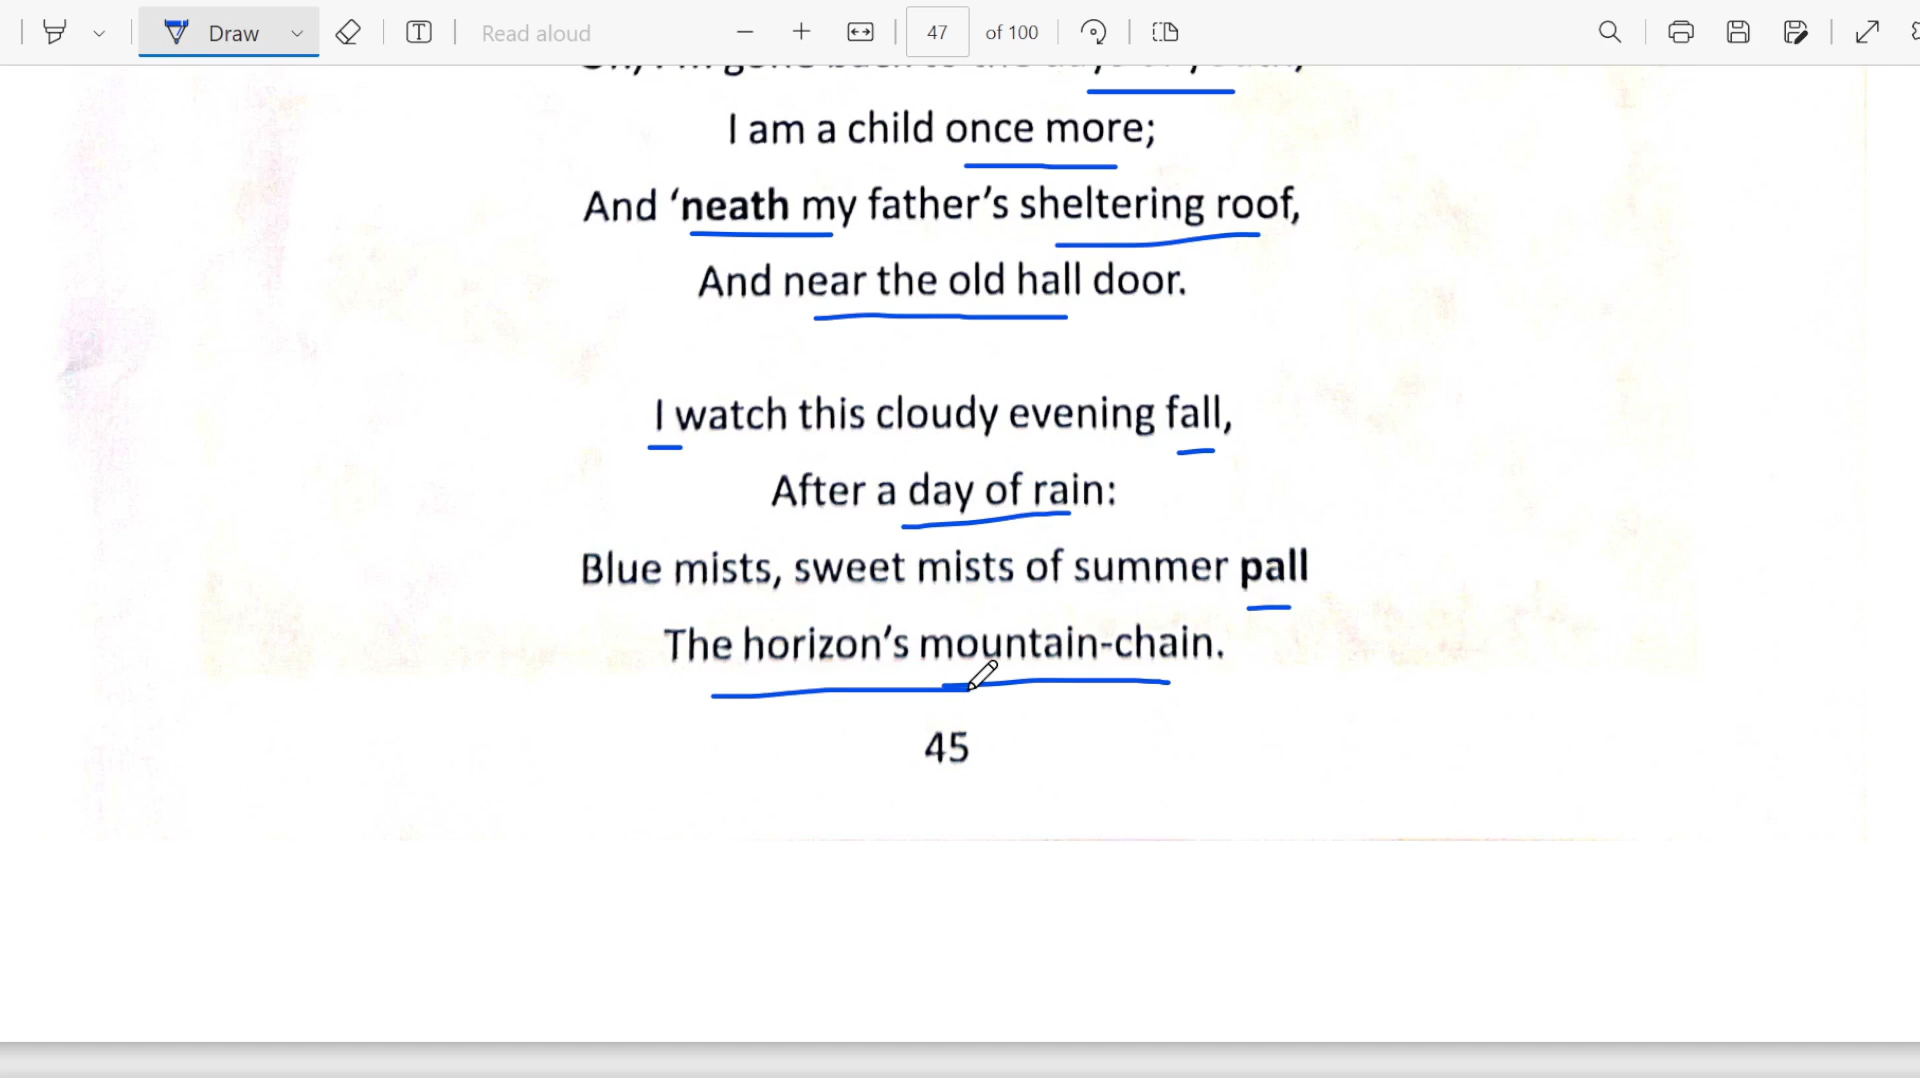 Draw
Read aloud
47 of 100
I am a child once more;
And ‘neath my father’s sheltering roof,
And near the old hall door.
I watch this cloudy evening fall,
After a day of rain:
Blue mists, sweet mists of summer pall
The horizon’s mountain-chain.
45